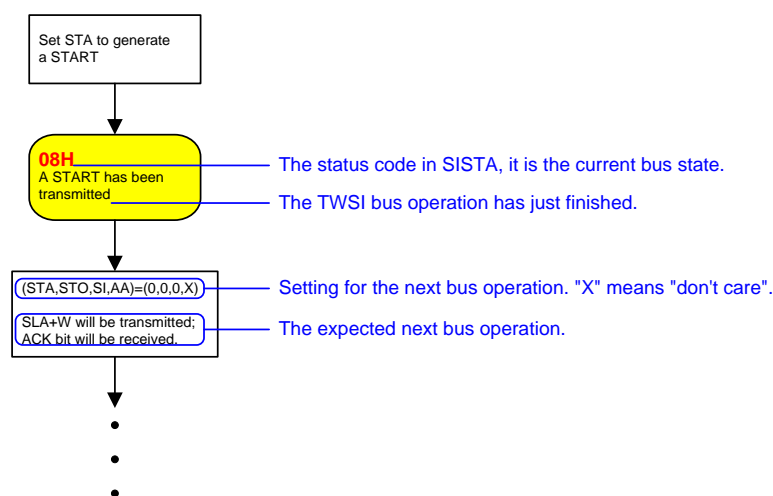 Set STA to generate
a START
08H
A START has been
transmitted
The status code in SISTA, it is the current bus state.
The TWSI bus operation has just finished.
(STA,STO,SI,AA)=(0,0,0,X)
Setting for the next bus operation. "X" means "don't care".
SLA+W will be transmitted;
ACK bit will be received.
The expected next bus operation.